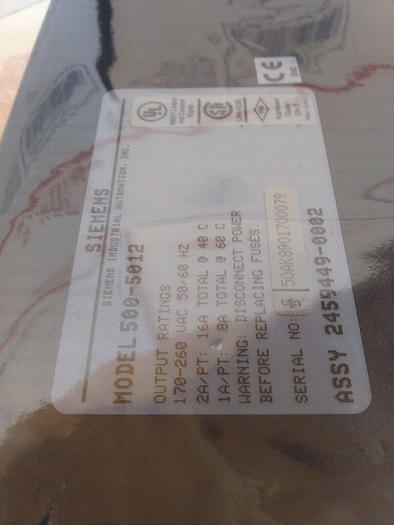 SIEMENS
SIEMENS INDUSTRIAL AUTOMATION, INC.
MODEL 500-5012
OUTPUT RATINGS
170-260 VAC 50/60 HZ
2A/PT: 16A TOTAL @ 40 C
1A/PT: 8A TOTAL @ 60 C
WARNING: DISCONNECT POWER
BEFORE REPLACING FUSES.
SERIAL NO: S 50AK8901700079
ASSY 2459449-0002
UL
CE